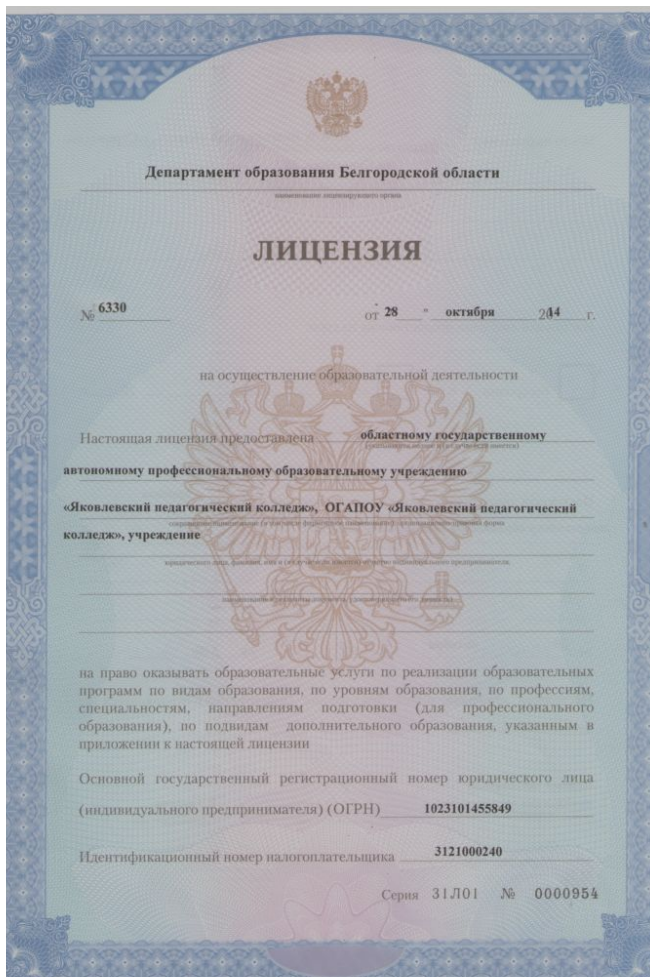 Департамент образования Белгородской области
наименование лицензирующего органа
ЛИЦЕНЗИЯ
№ 6330 от " 28 " октября 2014 г.
на осуществление образовательной деятельности
Настоящая лицензия предоставлена областному государственному
автономному профессиональному образовательному учреждению
«Яковлевский педагогический колледж», ОГАПОУ «Яковлевский педагогический
колледж», учреждение
на право оказывать образовательные услуги по реализации образовательных
программ по видам образования, по уровням образования, по профессиям,
специальностям, направлениям подготовки (для профессионального
образования), по подвидам дополнительного образования, указанным в
приложении к настоящей лицензии
Основной государственный регистрационный номер юридического лица
(индивидуального предпринимателя) (ОГРН) 1023101455849
Идентификационный номер налогоплательщика 3121000240
Серия 31Л01 № 0000954